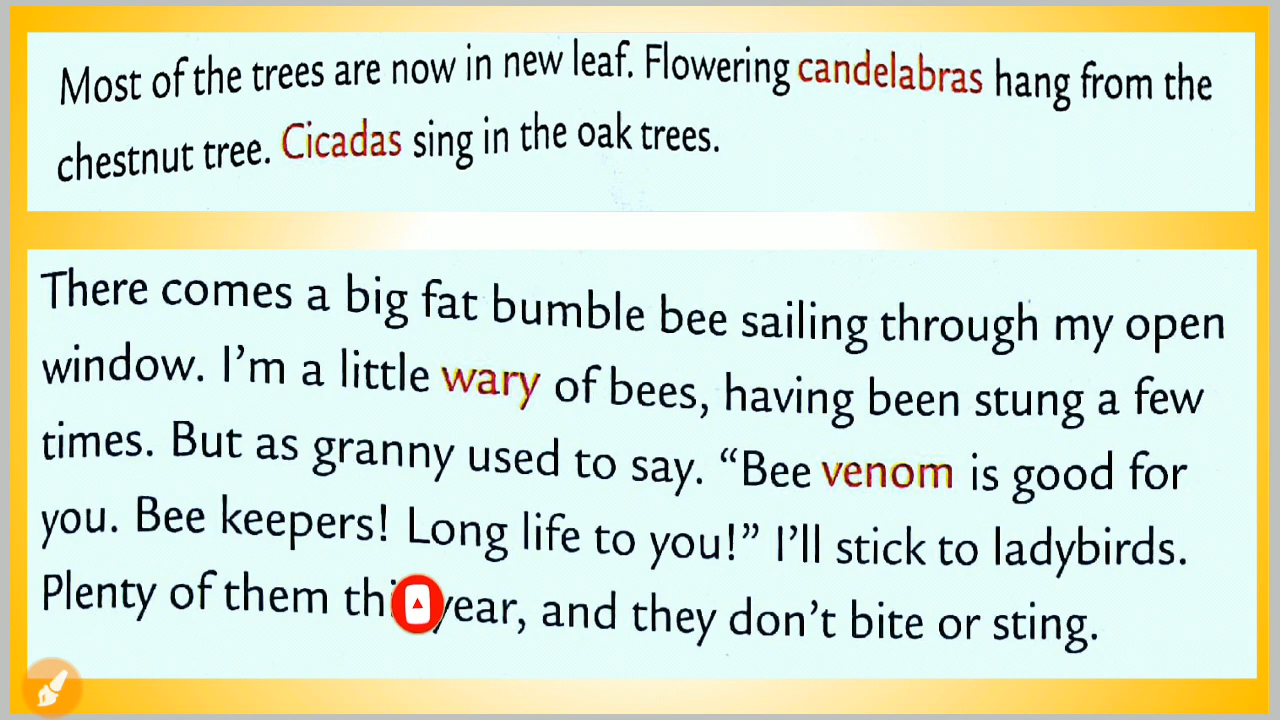 Most of the trees are now in new leaf. Flowering candelabras hang from the
chestnut tree. Cicadas sing in the oak trees.
There comes a big fat bumble bee sailing through my open
window. I'm a little wary of bees, having been stung a few
times. But as granny used to say. “Bee venom is good for
you. Bee keepers! Long life to you!” I'll stick to ladybirds.
Plenty of them year, and they don't bite or sting.